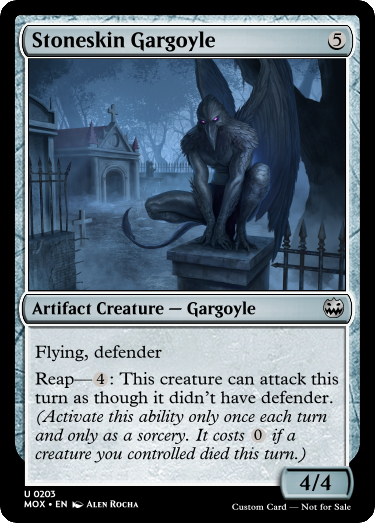 Stoneskin Gargoyle 5
Artifact Creature — Gargoyle
Flying, defender
Reap—4: This creature can attack this
turn as though it didn't have defender.
(Activate this ability only once each turn
and only as a sorcery. It costs 0 if a
creature you controlled died this turn.)
4/4
U 0203
MOX • EN Alen Rocha
Custom Card — Not for Sale